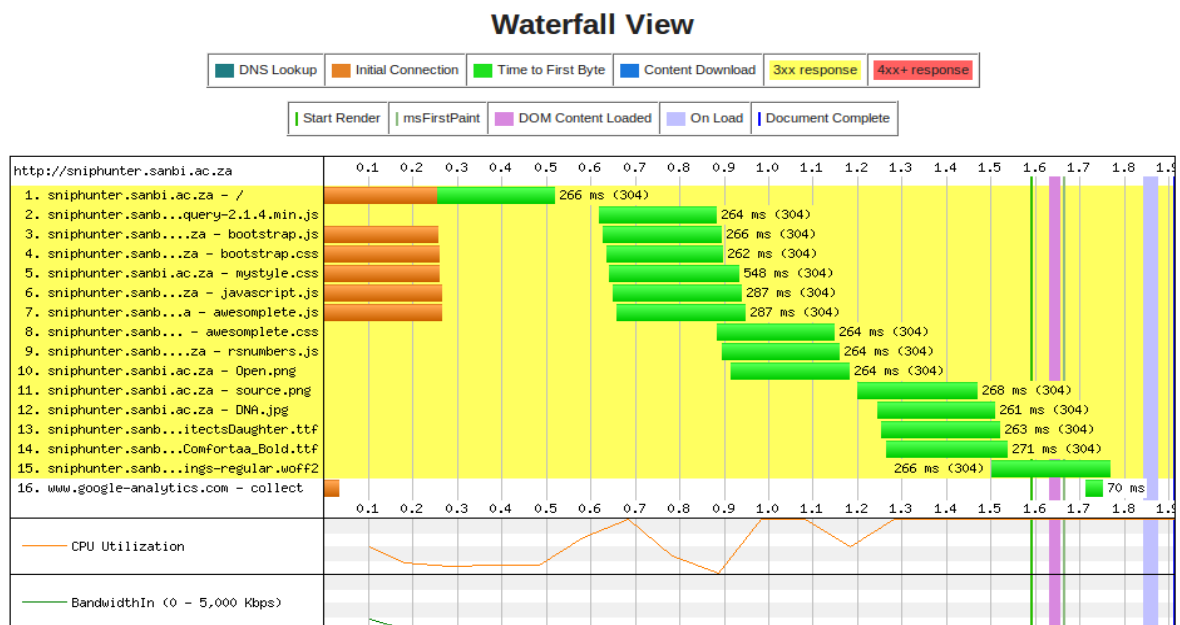 Waterfall View
DNS Lookup Initial Connection Time to First Byte Content Download 3xx response 4xx+ response
Start Render msFirstPaint DOM Content Loaded On Load Document Complete
http://sniphunter.sanbi.ac.za 0.1 0.2 0.3 0.4 0.5 0.6 0.7 0.8 0.9 1.0 1.1 1.2 1.3 1.4 1.5 1.6 1.7 1.8 1.9
1. sniphunter.sanbi.ac.za - / 266 ms (304)
2. sniphunter.sanb...query-2.1.4.min.js 264 ms (304)
3. sniphunter.sanb....za - bootstrap.js 266 ms (304)
4. sniphunter.sanb...za - bootstrap.css 262 ms (304)
5. sniphunter.sanbi.ac.za - mystyle.css 548 ms (304)
6. sniphunter.sanb...za - javascript.js 287 ms (304)
7. sniphunter.sanb...a - awesomplete.js 287 ms (304)
8. sniphunter.sanb... - awesomplete.css 264 ms (304)
9. sniphunter.sanb....za - rsnumbers.js 264 ms (304)
10. sniphunter.sanbi.ac.za - Open.png 264 ms (304)
11. sniphunter.sanbi.ac.za - source.png 268 ms (304)
12. sniphunter.sanbi.ac.za - DNA.jpg 261 ms (304)
13. sniphunter.sanb...itectsDaughter.ttf 263 ms (304)
14. sniphunter.sanb...Comfortaa_Bold.ttf 271 ms (304)
15. sniphunter.sanb...ings-regular.woff2 266 ms (304)
16. www.google-analytics.com - collect 70 ms
0.1 0.2 0.3 0.4 0.5 0.6 0.7 0.8 0.9 1.0 1.1 1.2 1.3 1.4 1.5 1.6 1.7 1.8 1.9
CPU Utilization
BandwidthIn (0 - 5,000 Kbps)